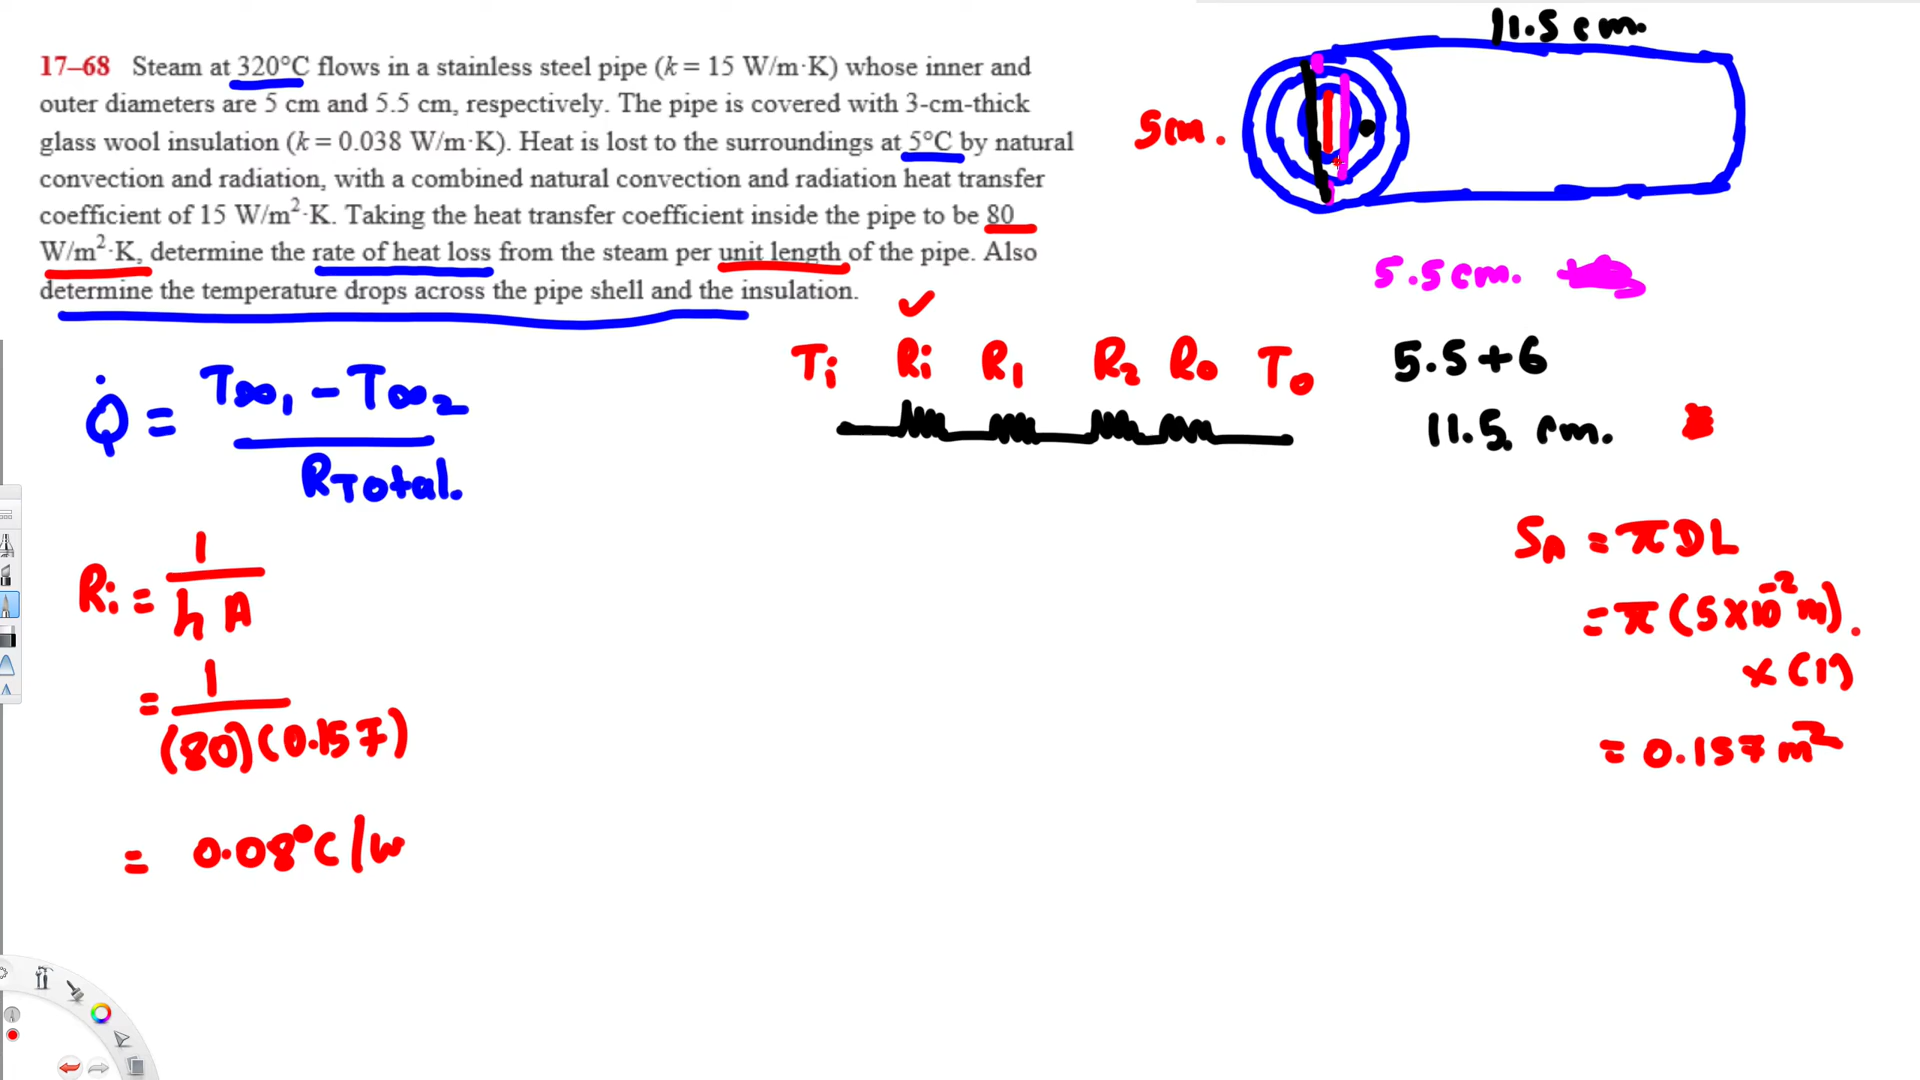 17–68 Steam at 320°C flows in a stainless steel pipe (k = 15 W/m·K) whose inner and
outer diameters are 5 cm and 5.5 cm, respectively. The pipe is covered with 3-cm-thick
glass wool insulation (k = 0.038 W/m·K). Heat is lost to the surroundings at 5°C by natural
convection and radiation, with a combined natural convection and radiation heat transfer
coefficient of 15 W/m²·K. Taking the heat transfer coefficient inside the pipe to be 80
W/m²·K, determine the rate of heat loss from the steam per unit length of the pipe. Also
determine the temperature drops across the pipe shell and the insulation.
11.5 cm.
5cm.
5.5cm.
5.5+6
11.5 cm.
Ti Ri R1 R2 Ro To
Q̇ = T∞1 - T∞2
RTotal.
Ri = 1
h A
= 1
(80)(0.157)
= 0.08°C/W
SA = π D L
= π (5×10⁻² m).
× (1)
= 0.157 m²